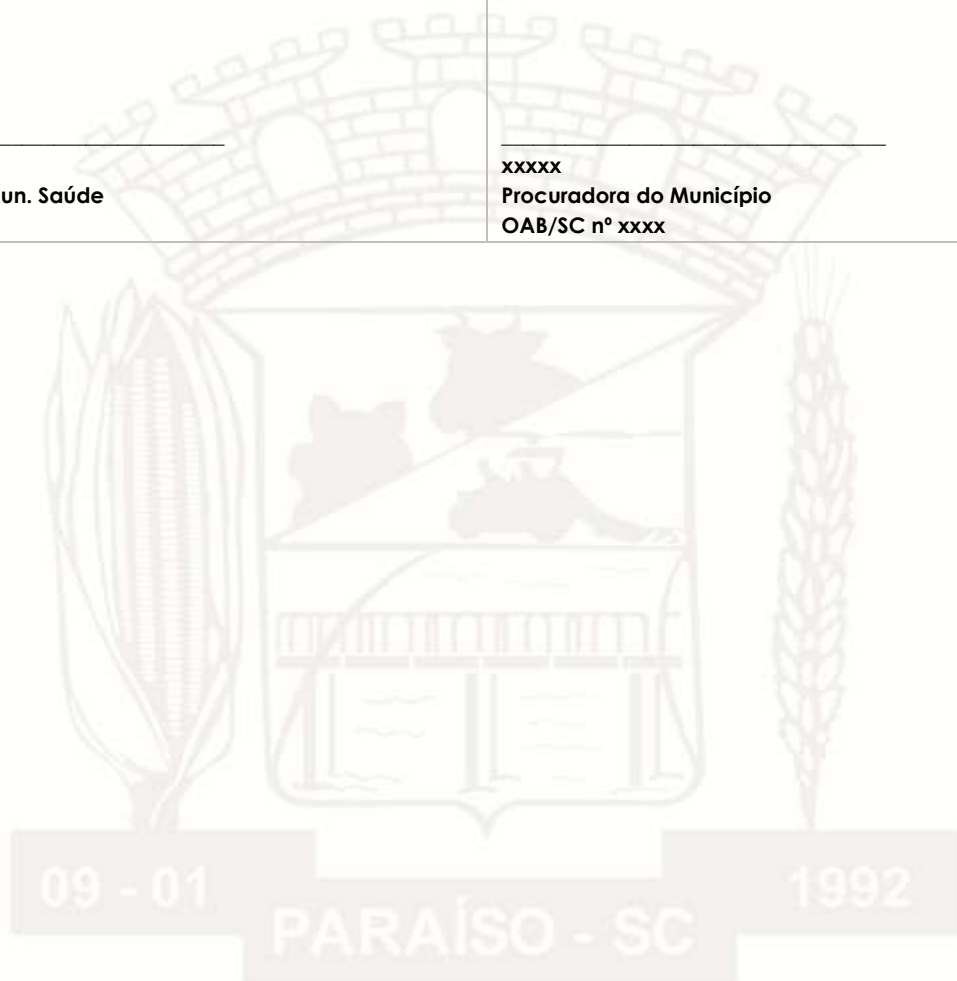 un. Saúde
xxxxx
Procuradora do Município
OAB/SC nº xxxx
09 - 01
1992
PARAÍSO - SC